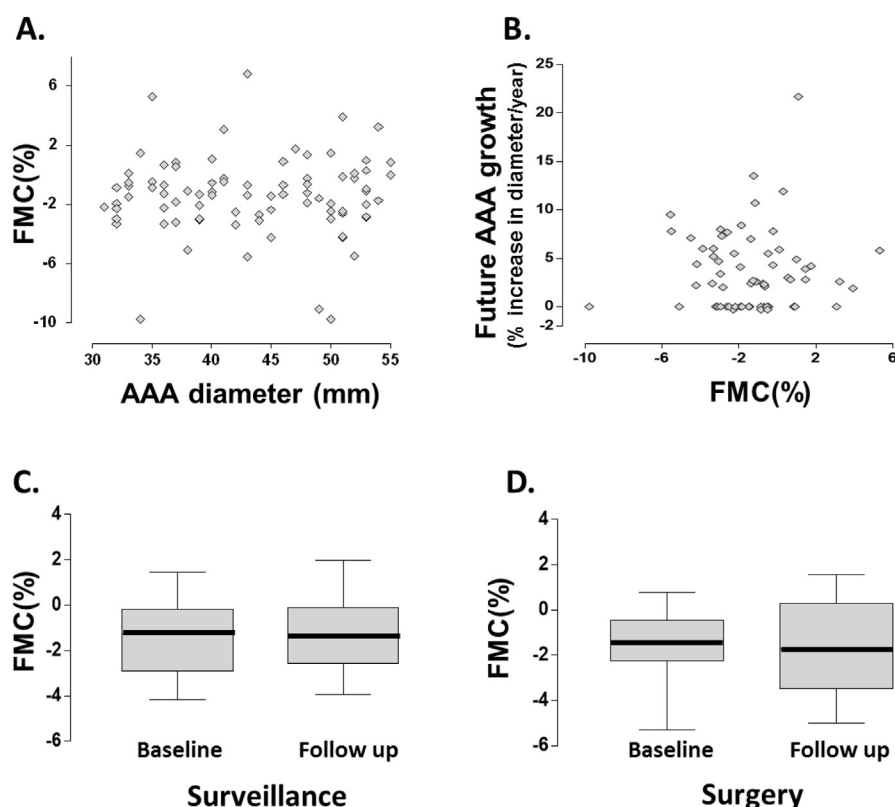 A.
FMC(%)
6
2
-2
-6
-10
30 35 40 45 50 55
AAA diameter (mm)
B.
Future AAA growth
(% increase in diameter/year)
25
20
15
10
5
0
-2
-10 -6 -2 2 6
FMC(%)
C.
FMC(%)
4
2
0
-2
-4
-6
Baseline Follow up
Surveillance
D.
FMC(%)
4
2
0
-2
-4
-6
Baseline Follow up
Surgery